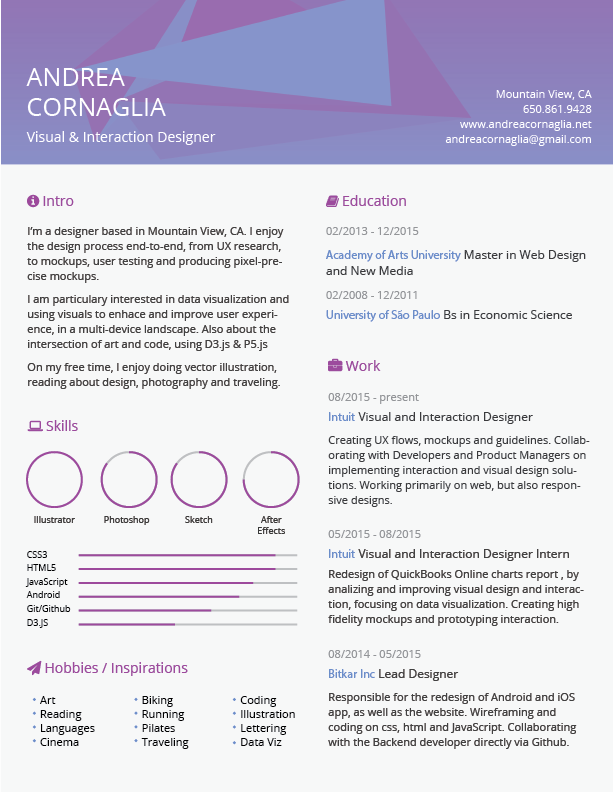 ANDREA
CORNAGLIA
Visual & Interaction Designer
Mountain View, CA
650.861.9428
www.andreacornaglia.net
andreacornaglia@gmail.com
Intro
I'm a designer based in Mountain View, CA. I enjoy
the design process end-to-end, from UX research,
to mockups, user testing and producing pixel-pre-
cise mockups.
I am particulary interested in data visualization and
using visuals to enhace and improve user experi-
ence, in a multi-device landscape. Also about the
intersection of art and code, using D3.js & P5.js
On my free time, I enjoy doing vector illustration,
reading about design, photography and traveling.
Skills
Illustrator
Photoshop
Sketch
After
Effects
CSS3
HTML5
JavaScript
Android
Git/Github
D3.JS
Hobbies / Inspirations
• Art
• Reading
• Languages
• Cinema
• Biking
• Running
• Pilates
• Traveling
• Coding
• Illustration
• Lettering
• Data Viz
Education
02/2013 - 12/2015
Academy of Arts University Master in Web Design
and New Media
02/2008 - 12/2011
University of São Paulo Bs in Economic Science
Work
08/2015 - present
Intuit Visual and Interaction Designer
Creating UX flows, mockups and guidelines. Collab-
orating with Developers and Product Managers on
implementing interaction and visual design solu-
tions. Working primarily on web, but also respon-
sive designs.
05/2015 - 08/2015
Intuit Visual and Interaction Designer Intern
Redesign of QuickBooks Online charts report , by
analizing and improving visual design and interac-
tion, focusing on data visualization. Creating high
fidelity mockups and prototyping interaction.
08/2014 - 05/2015
Bitkar Inc Lead Designer
Responsible for the redesign of Android and iOS
app, as well as the website. Wireframing and
coding on css, html and JavaScript. Collaborating
with the Backend developer directly via Github.